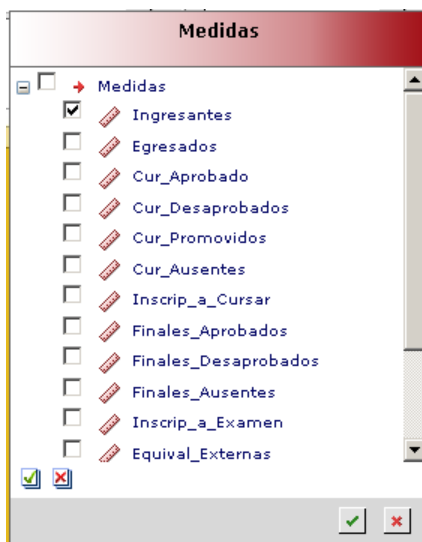 Medidas
Medidas
Ingresantes
Egresados
Cur_Aprobado
Cur_Desaprobados
Cur_Promovidos
Cur_Ausentes
Inscrip_a_Cursar
Finales_Aprobados
Finales_Desaprobados
Finales_Ausentes
Inscrip_a_Examen
Equival_Externas